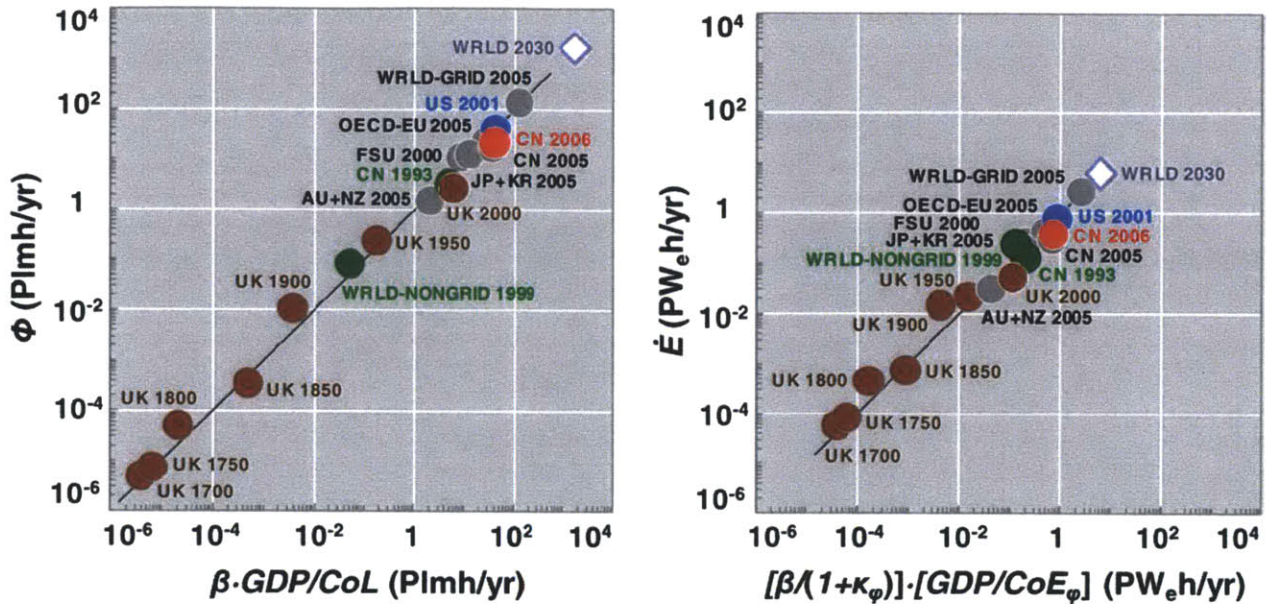 10⁴
10²
1
10⁻²
10⁻⁴
10⁻⁶
Φ (Plmh/yr)
WRLD 2030
WRLD-GRID 2005
US 2001
OECD-EU 2005
CN 2006
FSU 2000
CN 2005
CN 1993
JP+KR 2005
AU+NZ 2005
UK 2000
UK 1950
UK 1900
WRLD-NONGRID 1999
UK 1800
UK 1850
UK 1750
UK 1700
10⁻⁶ 10⁻⁴ 10⁻² 1 10² 10⁴
β·GDP/CoL (Plmh/yr)
10⁴
10²
1
10⁻²
10⁻⁴
10⁻⁶
Ė (PWₑh/yr)
WRLD-GRID 2005
WRLD 2030
OECD-EU 2005
US 2001
FSU 2000
CN 2006
JP+KR 2005
CN 2005
WRLD-NONGRID 1999
CN 1993
UK 1950
UK 2000
UK 1900
AU+NZ 2005
UK 1800
UK 1850
UK 1750
UK 1700
10⁻⁶ 10⁻⁴ 10⁻² 1 10² 10⁴
[β/(1+κᵩ)]·[GDP/CoEᵩ] (PWₑh/yr)